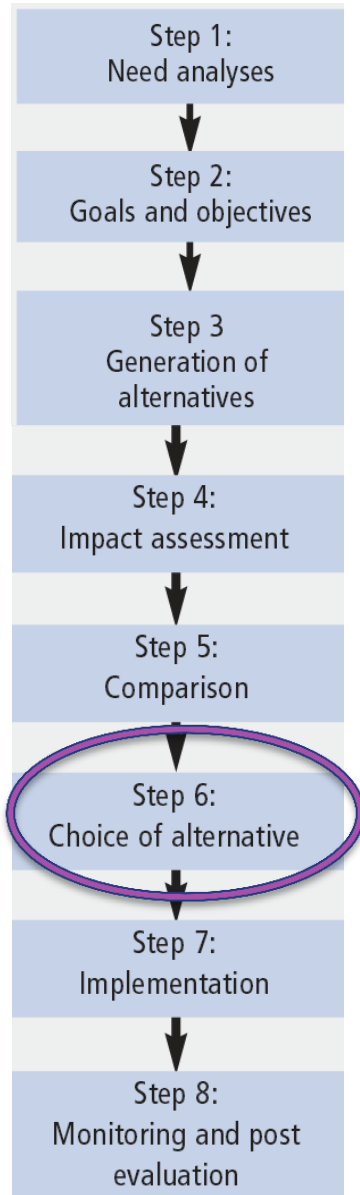 Step 1:
Need analyses
Step 2:
Goals and objectives
Step 3
Generation of
alternatives
Step 4:
Impact assessment
Step 5:
Comparison
Step 6:
Choice of alternative
Step 7:
Implementation
Step 8:
Monitoring and post
evaluation